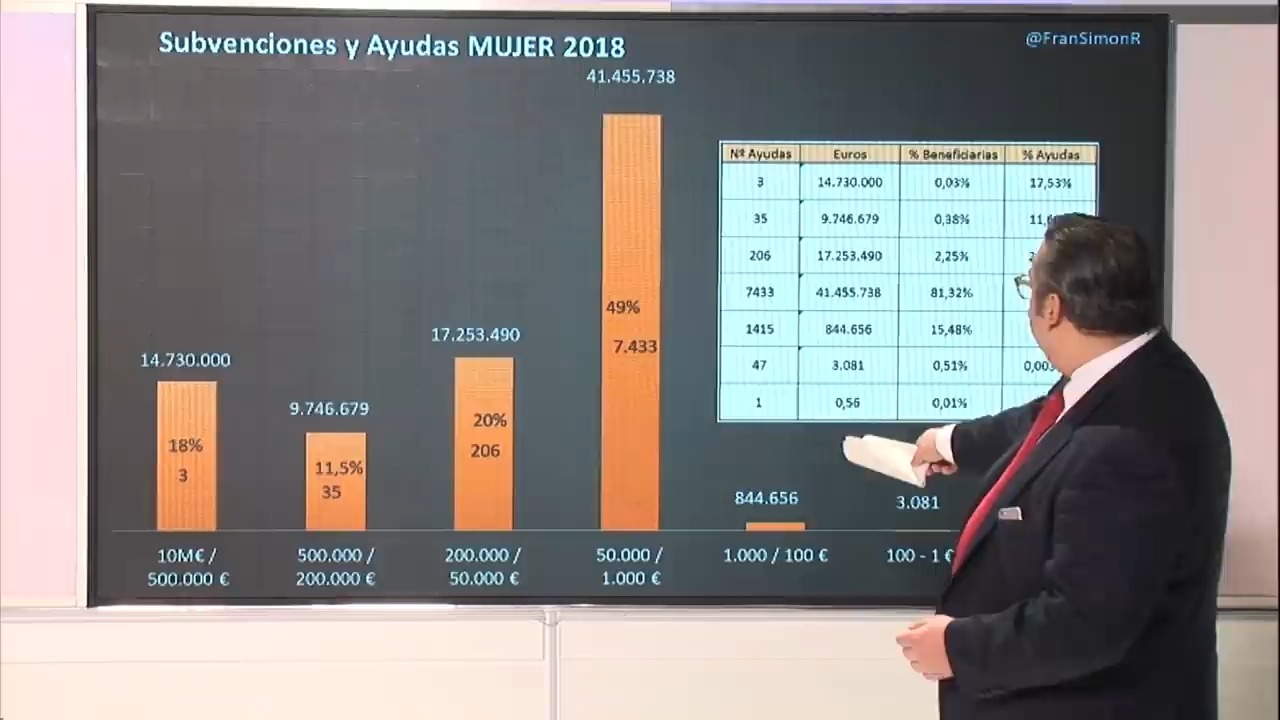 Subvenciones y Ayudas MUJER 2018
@FranSimonR
41.455.738
Nº Ayudas Euros % Beneficiarias % Ayudas
3 14.730.000 0,03% 17,53%
35 9.746.679 0,38%
206 17.253.490 2,25%
7433 41.455.738 81,32%
1415 844.656 15,48%
47 3.081 0,51%
1 0,56 0,01%
49%
7.433
17.253.490
14.730.000
9.746.679
20%
206
18%
3
11,5%
35
844.656
3.081
10M€ /
500.000 €
500.000 /
200.000 €
200.000 /
50.000 €
50.000 /
1.000 €
1.000 / 100 €
100 - 1 €